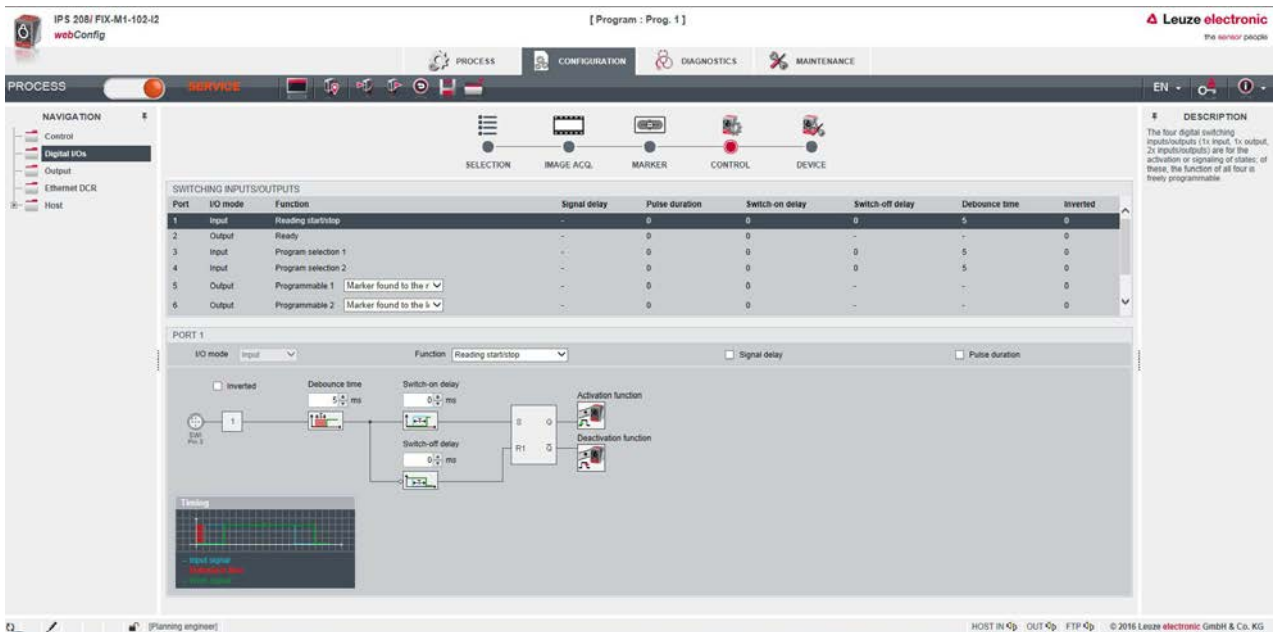 IPS 208i FIX-M1-102-I2
webConfig
[ Program : Prog. 1 ]
Leuze electronic
the sensor people
PROCESS
CONFIGURATION
DIAGNOSTICS
MAINTENANCE
PROCESS
SERVICE
EN
NAVIGATION
Control
Digital I/Os
Output
Ethernet DCR
Host
SELECTION
IMAGE ACQ.
MARKER
CONTROL
DEVICE
DESCRIPTION
The four digital switching
inputs/outputs (1x input, 1x output,
2x inputs/outputs) are for the
activation or signaling of states; of
these, the function of all four is
freely programmable
SWITCHING INPUTS/OUTPUTS
Port I/O mode Function Signal delay Pulse duration Switch-on delay Switch-off delay Debounce time Inverted
1 Input Reading start/stop - 0 0 0 5 0
2 Output Ready - 0 0 - - 0
3 Input Program selection 1 - 0 0 0 5 0
4 Input Program selection 2 - 0 0 0 5 0
5 Output Programmable 1 Marker found to the r - 0 0 - - 0
6 Output Programmable 2 Marker found to the l - 0 0 - - 0
PORT 1
I/O mode Input
Function Reading start/stop
Signal delay
Pulse duration
Inverted
Debounce time
5 ms
Switch-on delay
0 ms
Activation function
SWI
1
S Q
Switch-off delay
0 ms
R1 Q
Deactivation function
Timing
- Input signal
[Planning engineer]
HOST IN OUT FTP © 2016 Leuze electronic GmbH & Co. KG